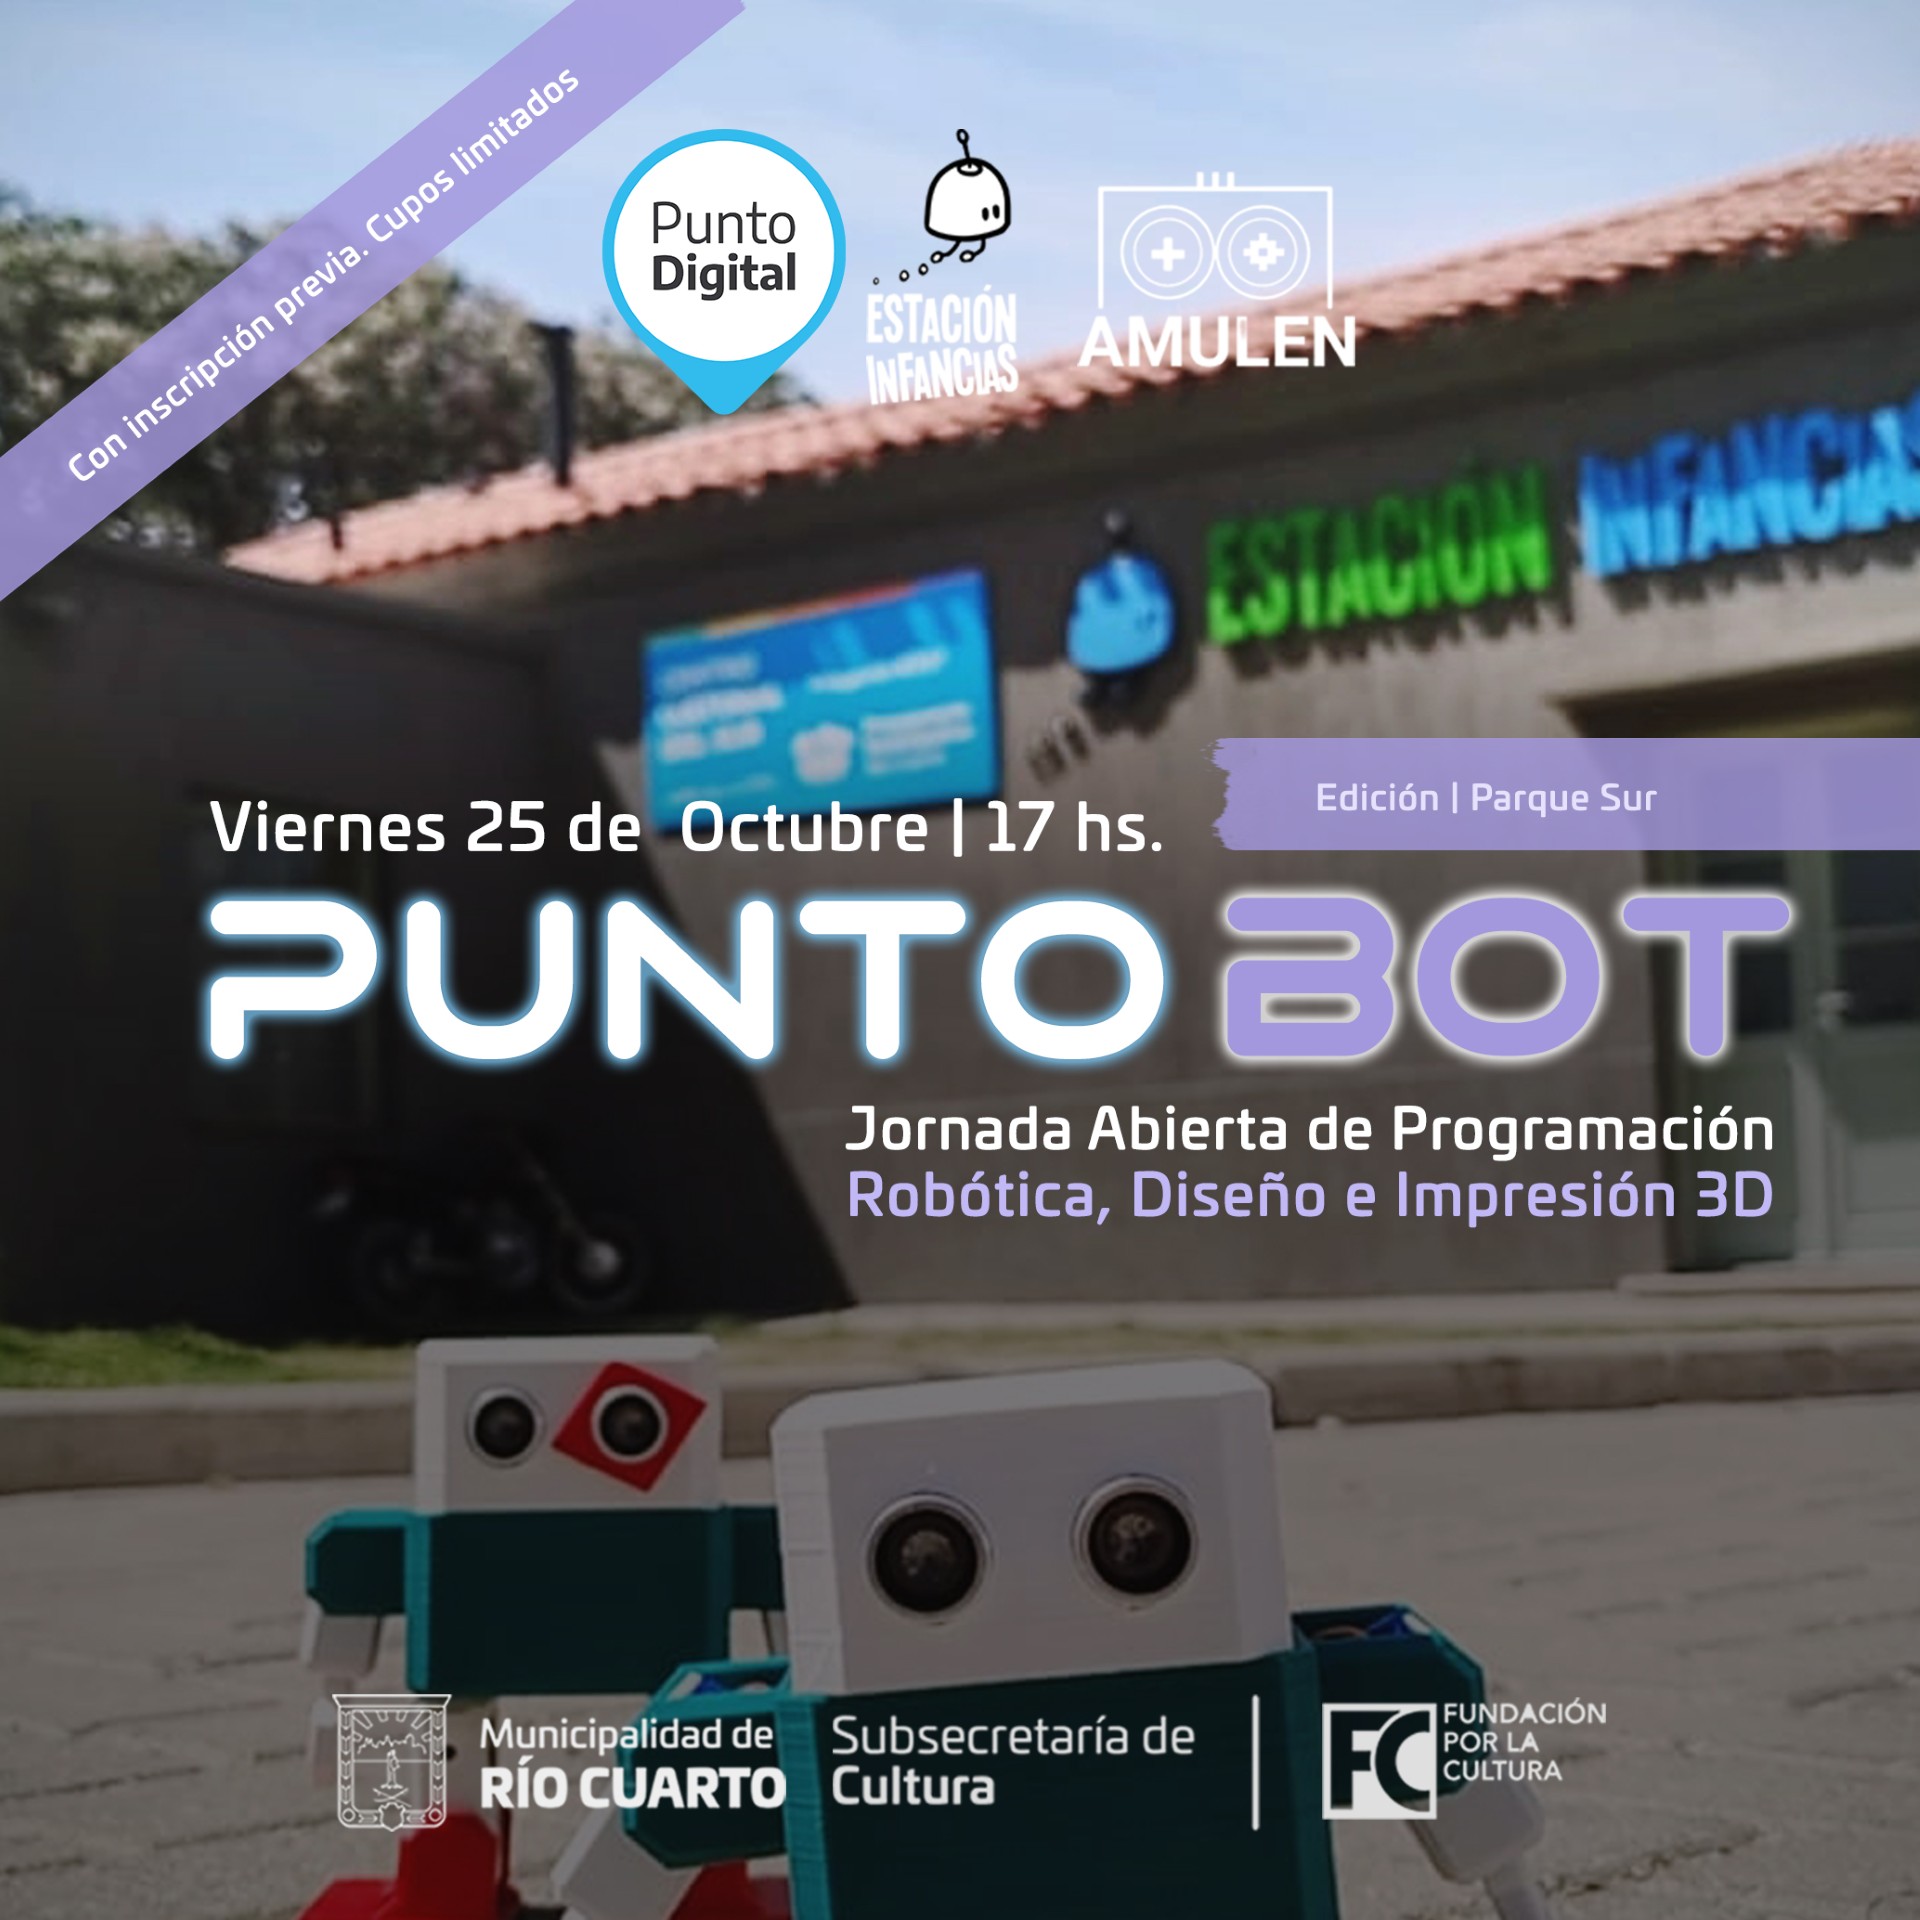 Con inscripción previa. Cupos limitados
Punto
Digital
ESTACIÓN
INFANCIAS
AMULEN
ESTACIÓN INFANCIAS
Edición | Parque Sur
Viernes 25 de Octubre | 17 hs.
PUNTO BOT
Jornada Abierta de Programación
Robótica, Diseño e Impresión 3D
Municipalidad de
RÍO CUARTO
Subsecretaría de
Cultura
FC
FUNDACIÓN
POR LA
CULTURA